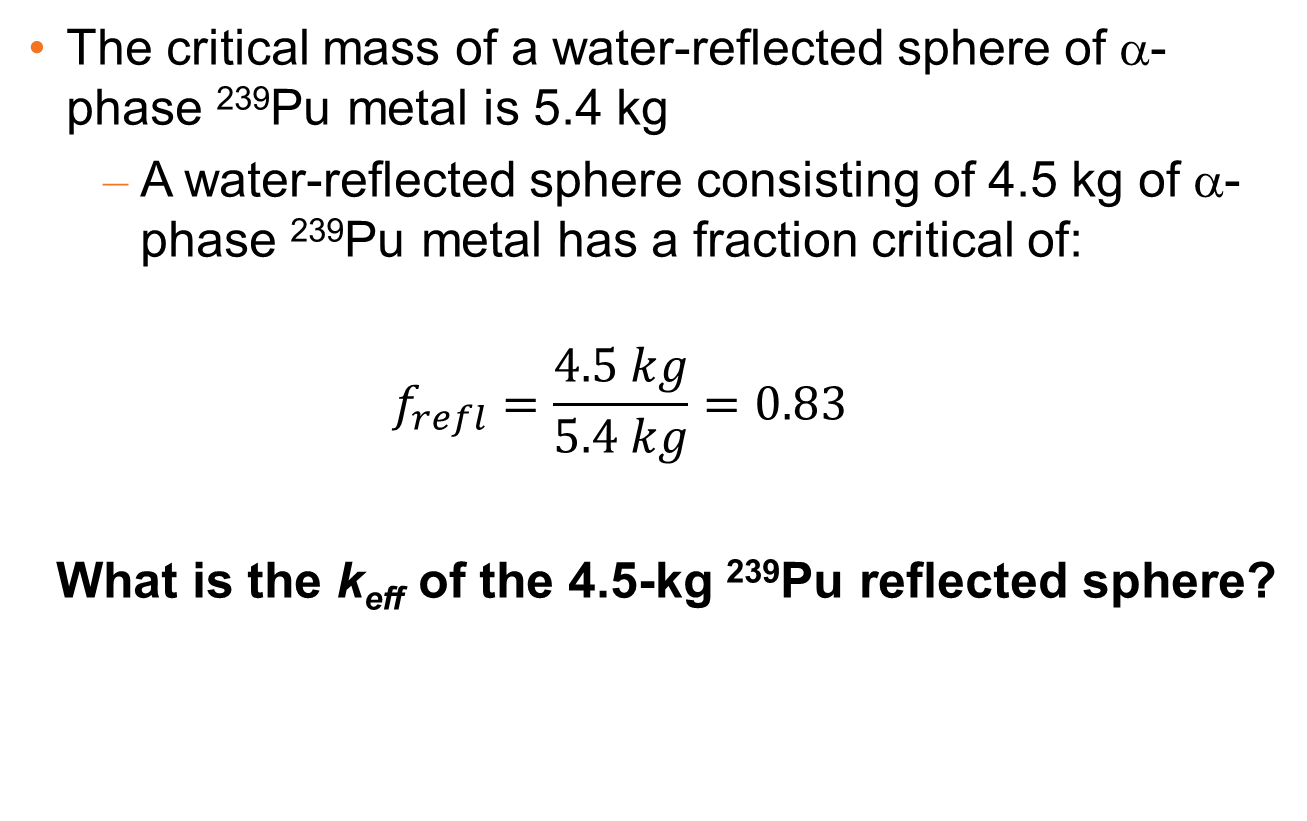 • The critical mass of a water-reflected sphere of α-
phase ²³⁹Pu metal is 5.4 kg
– A water-reflected sphere consisting of 4.5 kg of α-
phase ²³⁹Pu metal has a fraction critical of:
f_refl = 4.5 kg / 5.4 kg = 0.83
What is the k_eff of the 4.5-kg ²³⁹Pu reflected sphere?